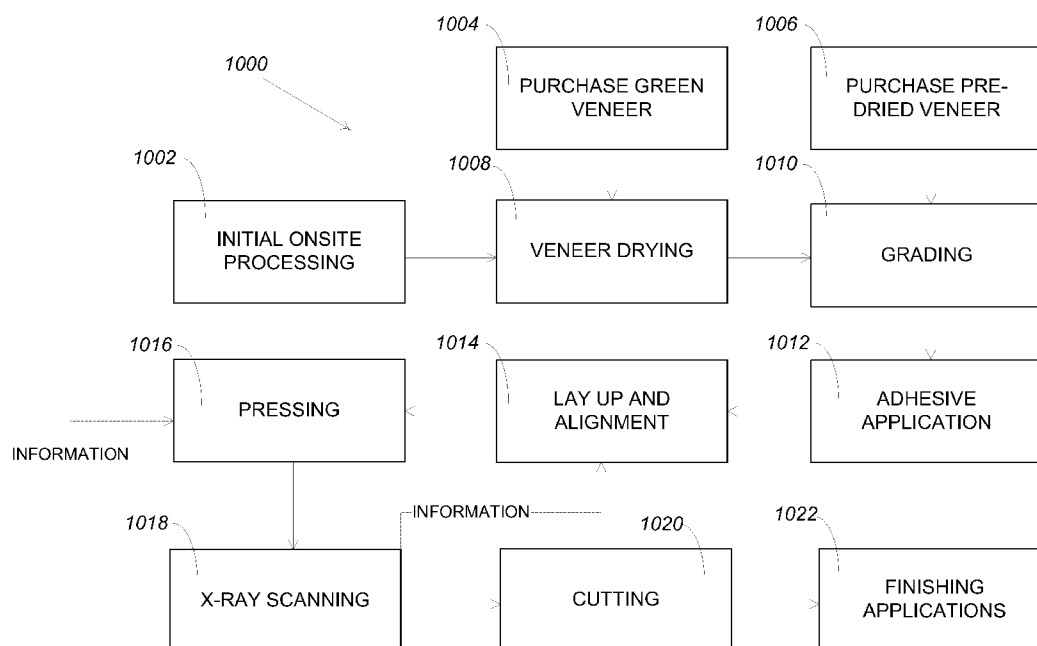 1004
1006
1000
PURCHASE GREEN
VENEER
PURCHASE PRE-
DRIED VENEER
1002
1008
1010
INITIAL ONSITE
PROCESSING
VENEER DRYING
GRADING
1016
1014
1012
PRESSING
LAY UP AND
ALIGNMENT
ADHESIVE
APPLICATION
INFORMATION
1018
INFORMATION
1020
1022
X-RAY SCANNING
CUTTING
FINISHING
APPLICATIONS